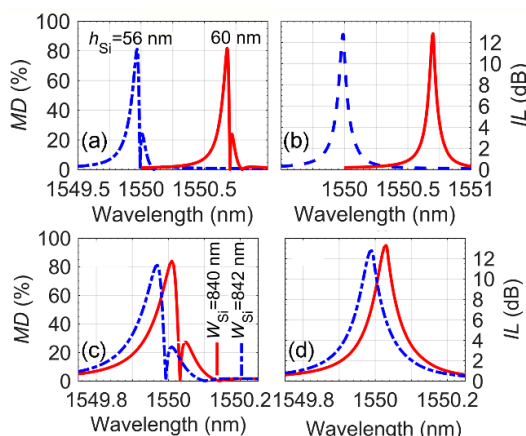 h_Si=56 nm 60 nm
MD (%)
100
80
60
40
20
0
(a)
1549.5 1550 1550.5
Wavelength (nm)
(b)
12
10
8
6
4
2
0
IL (dB)
1550 1550.5 1551
Wavelength (nm)
MD (%)
100
80
60
40
20
0
(c)
W_Si=840 nm
W_Si=842 nm
1549.8 1550 1550.2
Wavelength (nm)
(d)
12
10
8
6
4
2
0
IL (dB)
1549.8 1550 1550.2
Wavelength (nm)